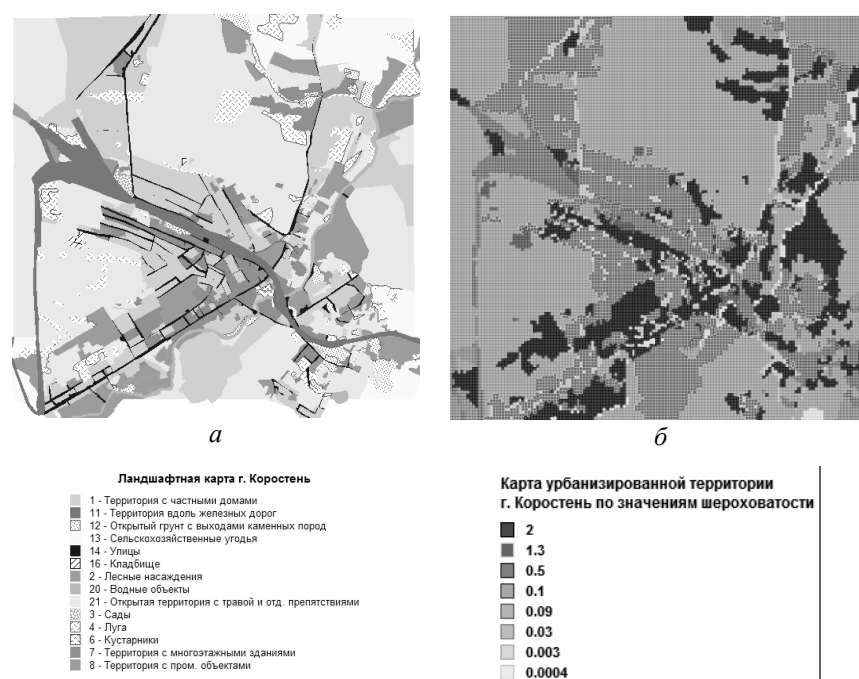 а
б
Ландшафтная карта г. Коростень
1 - Территория с частными домами
11 - Территория вдоль железных дорог
12 - Открытый грунт с выходами каменных пород
13 - Сельскохозяйственные угодья
14 - Улицы
16 - Кладбище
2 - Лесные насаждения
20 - Водные объекты
21 - Открытая территория с травой и отд. препятствиями
3 - Сады
4 - Луга
6 - Кустарники
7 - Территория с многоэтажными зданиями
8 - Территория с пром. объектами
Карта урбанизированной территории
г. Коростень по значениям шероховатости
2
1.3
0.5
0.1
0.09
0.03
0.003
0.0004